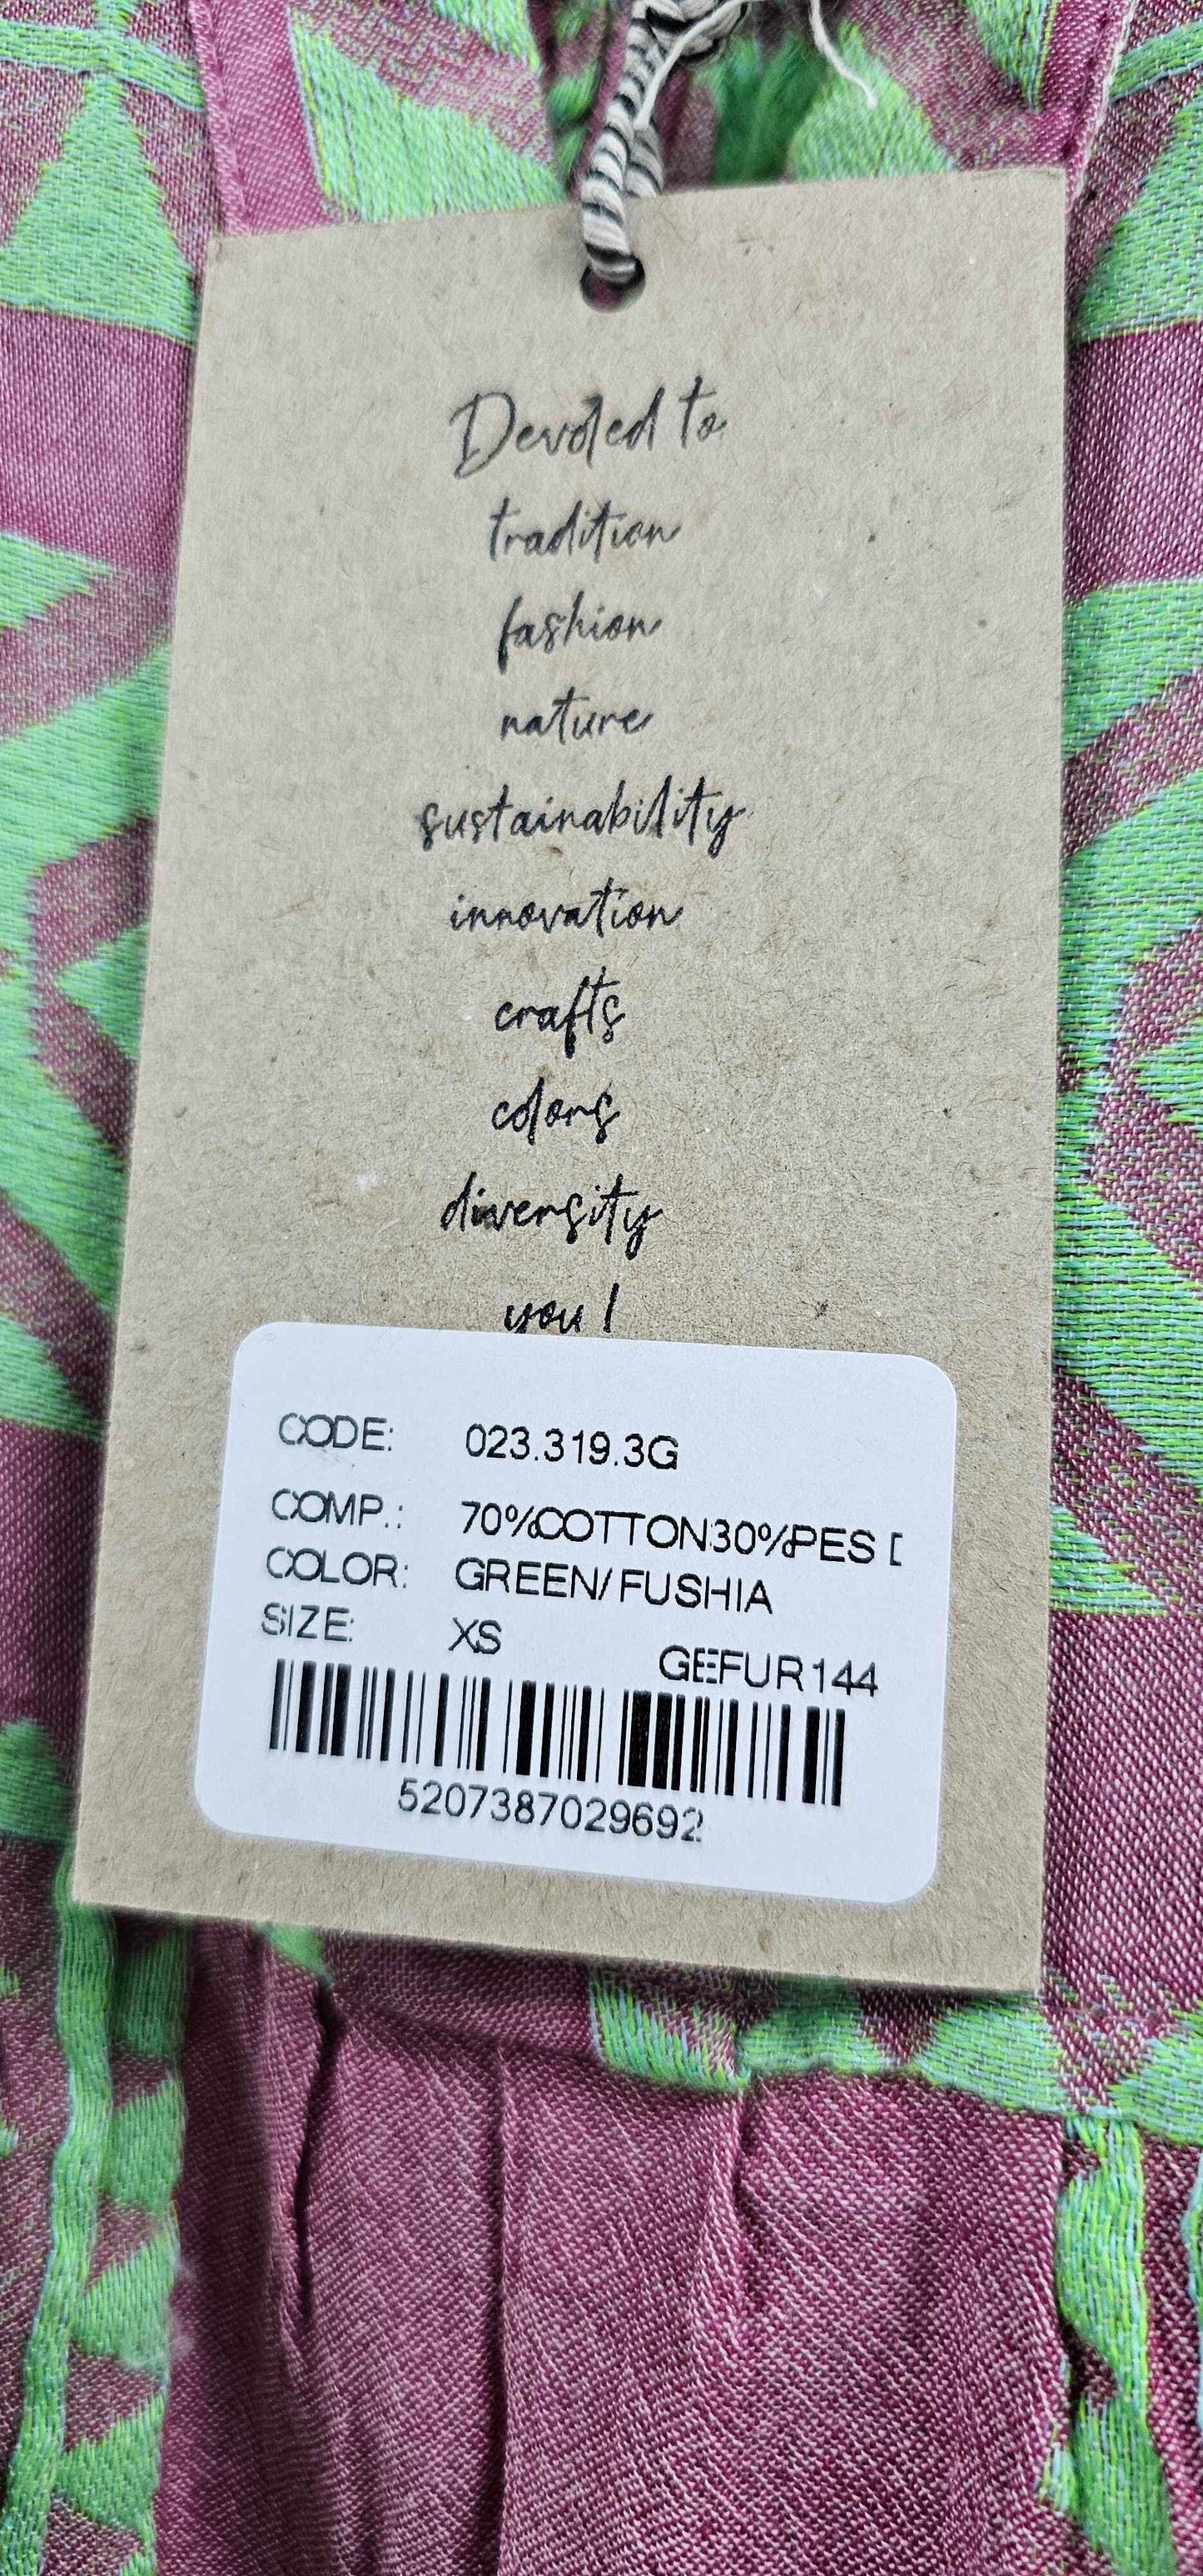 Devoted to
tradition
fashion
nature
sustainability
innovation
crafts
colors
diversity
you !
CODE: 023.319.3G
COMP.: 70%COTTON30%PES [
COLOR: GREEN/FUSHIA
SIZE: XS
GEFUR144
5207387029692